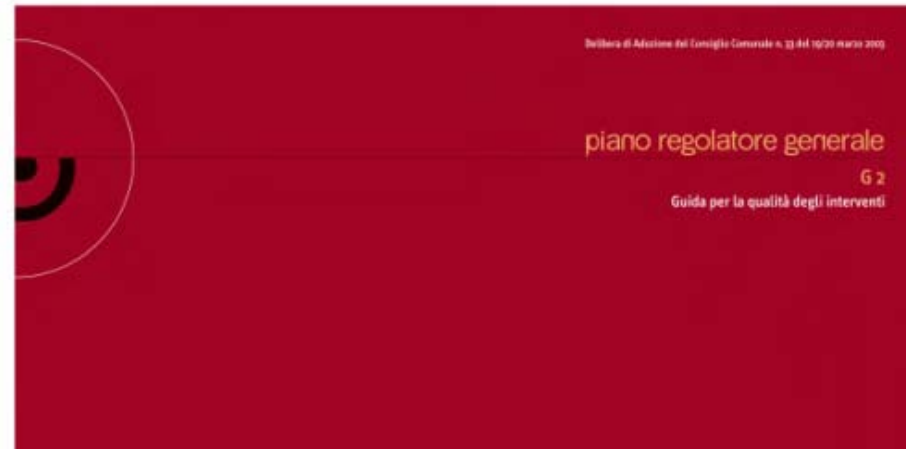 Delibera di Adozione del Consiglio Comunale n. 33 del 19/20 marzo 2003
piano regolatore generale
G 2
Guida per la qualità degli interventi